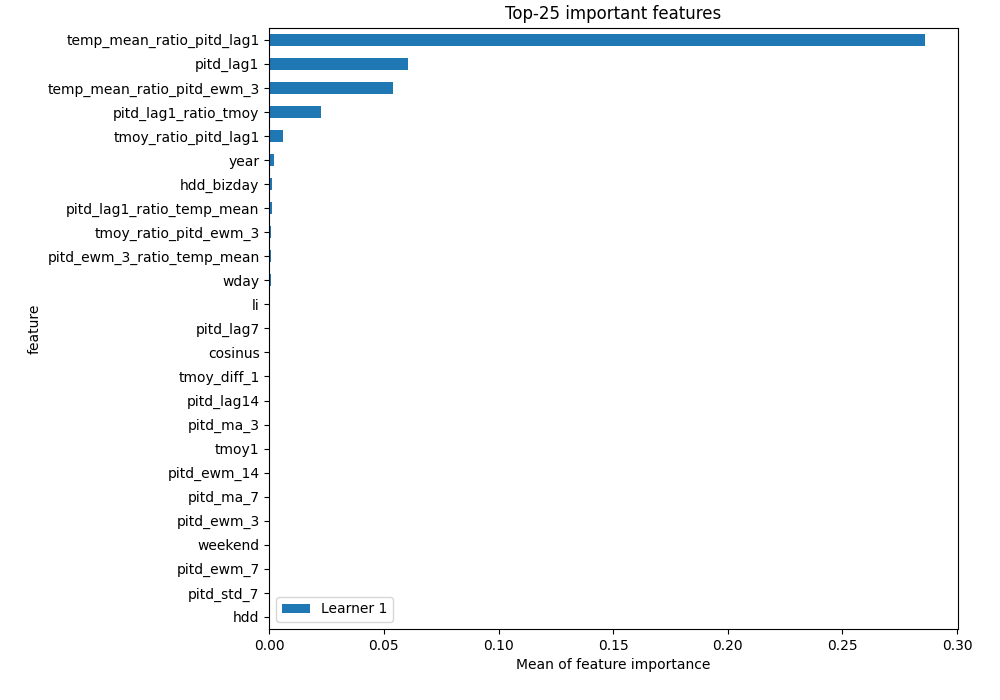 Top-25 important features
temp_mean_ratio_pitd_lag1
pitd_lag1
temp_mean_ratio_pitd_ewm_3
pitd_lag1_ratio_tmoy
tmoy_ratio_pitd_lag1
year
hdd_bizday
pitd_lag1_ratio_temp_mean
tmoy_ratio_pitd_ewm_3
pitd_ewm_3_ratio_temp_mean
wday
li
pitd_lag7
cosinus
tmoy_diff_1
pitd_lag14
pitd_ma_3
tmoy1
pitd_ewm_14
pitd_ma_7
pitd_ewm_3
weekend
pitd_ewm_7
pitd_std_7
hdd
feature
Learner 1
0.00 0.05 0.10 0.15 0.20 0.25 0.30
Mean of feature importance